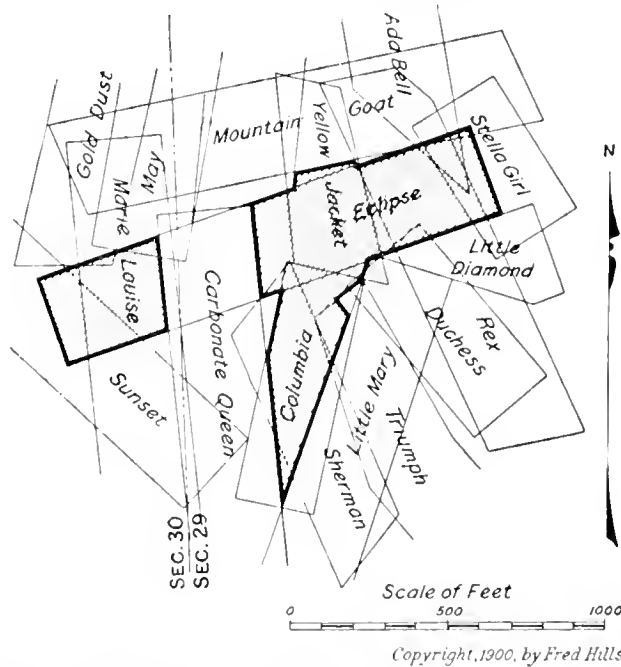 Ada Bell
Gold Dust
Mountain
Yellow
Jacket
Goat
Stella Girl
N
Marie
May
Louise
Eclipse
Little
Diamond
Carbonate Queen
Columbia
Rex
Duchess
Sunset
Little Mary
Triumph
Sherman
SEC. 30
SEC. 29
Scale of Feet
0 500 1000
Copyright, 1900, by Fred Hills